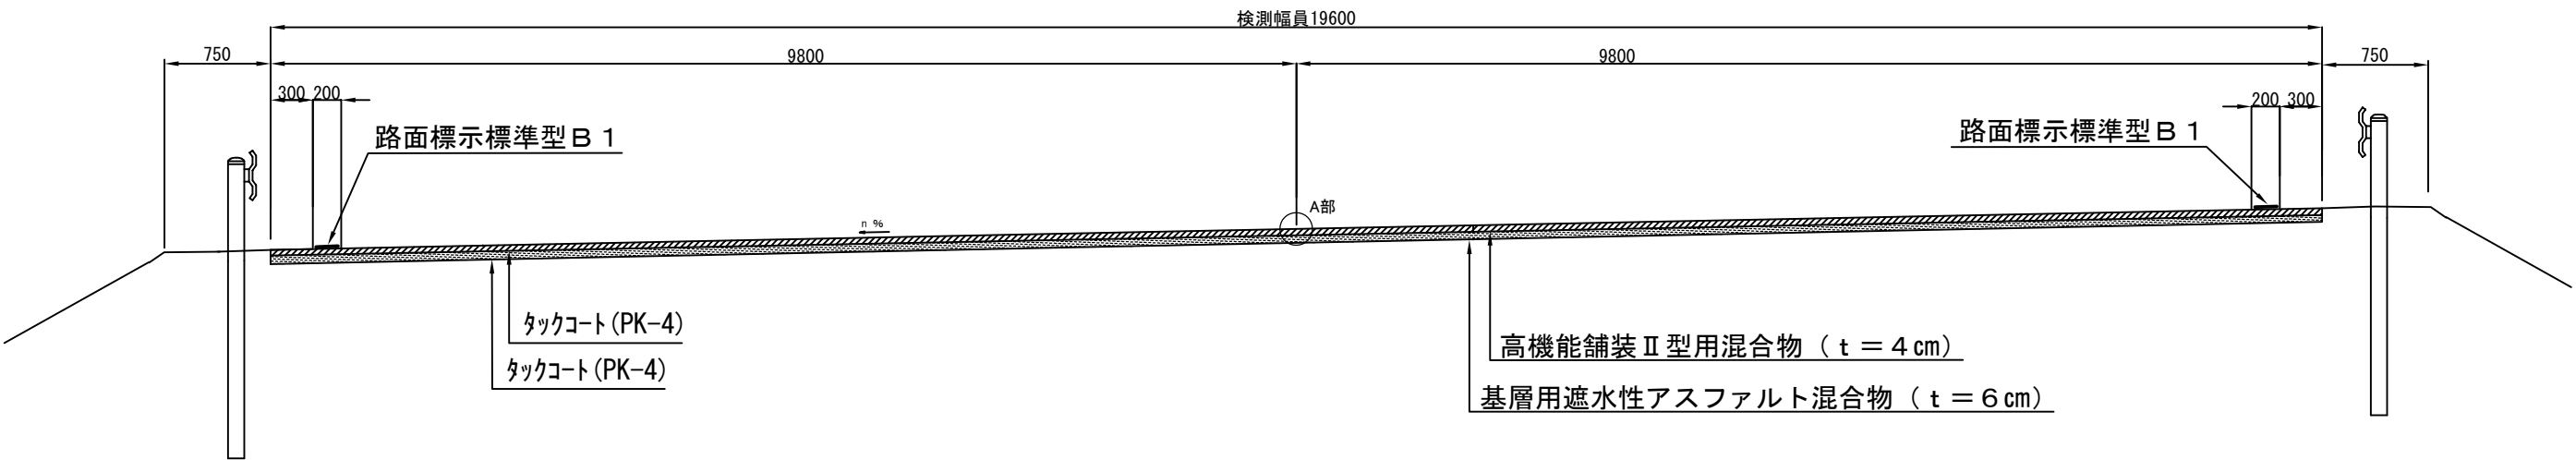 検測幅員19600
750
9800
9800
750
300
200
200
300
路面標示標準型Ｂ１
路面標示標準型Ｂ１
A部
n %
ﾀｯｸｺｰﾄ(PK-4)
ﾀｯｸｺｰﾄ(PK-4)
高機能舗装Ⅱ型用混合物（ｔ＝４㎝）
基層用遮水性アスファルト混合物（ｔ＝６㎝）